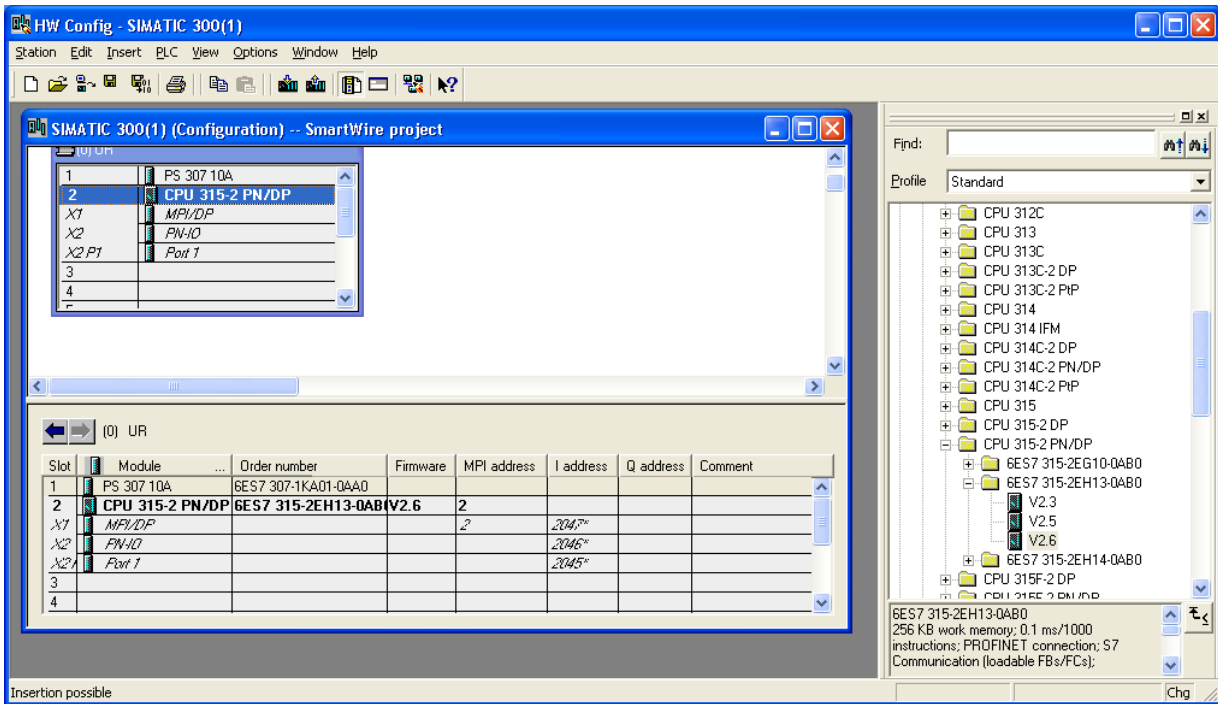 HW Config - SIMATIC 300(1)
Station Edit Insert PLC View Options Window Help
SIMATIC 300(1) (Configuration) -- SmartWire project
(0) UR
1 PS 307 10A
2 CPU 315-2 PN/DP
X1 MPI/DP
X2 PN-IO
X2 P1 Port 1
3
4
(0) UR
Slot Module ... Order number Firmware MPI address I address Q address Comment
1 PS 307 10A 6ES7 307-1KA01-0AA0
2 CPU 315-2 PN/DP 6ES7 315-2EH13-0AB V2.6 2
X1 MPI/DP 2 2047*
X2 PN-IO 2046*
X2 Port 1 2045*
3
4
Find:
Profile Standard
CPU 312C
CPU 313
CPU 313C
CPU 313C-2 DP
CPU 313C-2 PtP
CPU 314
CPU 314 IFM
CPU 314C-2 DP
CPU 314C-2 PN/DP
CPU 314C-2 PtP
CPU 315
CPU 315-2 DP
CPU 315-2 PN/DP
6ES7 315-2EG10-0AB0
6ES7 315-2EH13-0AB0
V2.3
V2.5
V2.6
6ES7 315-2EH14-0AB0
CPU 315F-2 DP
CPU 315F-2 PN/DP
6ES7 315-2EH13-0AB0
256 KB work memory; 0.1 ms/1000
instructions; PROFINET connection; S7
Communication (loadable FBs/FCs);
Insertion possible
Chg